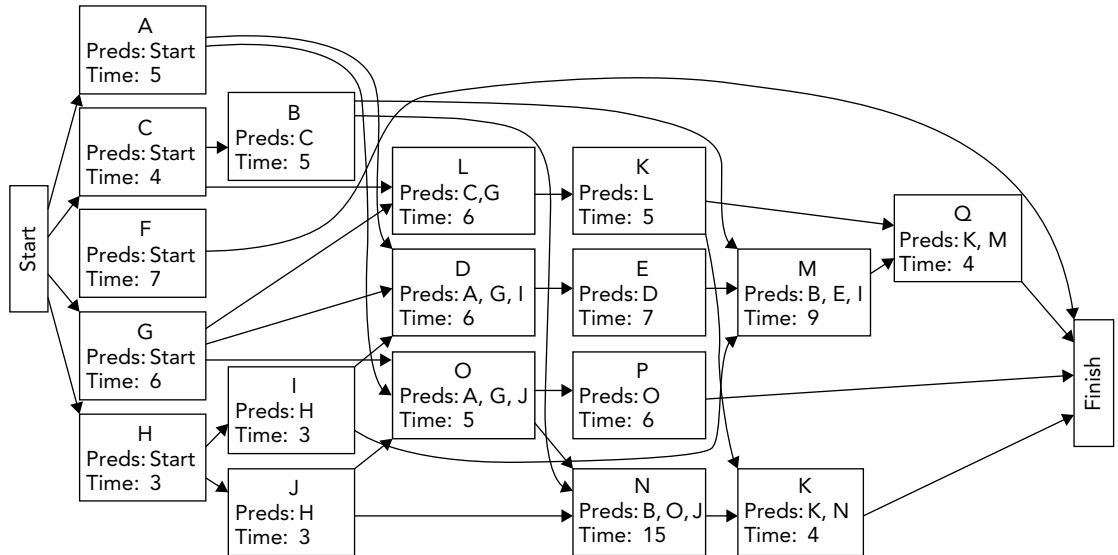 Start
A
Preds: Start
Time: 5
C
Preds: Start
Time: 4
F
Preds: Start
Time: 7
G
Preds: Start
Time: 6
H
Preds: Start
Time: 3
B
Preds: C
Time: 5
I
Preds: H
Time: 3
J
Preds: H
Time: 3
L
Preds: C,G
Time: 6
D
Preds: A, G, I
Time: 6
O
Preds: A, G, J
Time: 5
K
Preds: L
Time: 5
E
Preds: D
Time: 7
P
Preds: O
Time: 6
N
Preds: B, O, J
Time: 15
M
Preds: B, E, I
Time: 9
K
Preds: K, N
Time: 4
Q
Preds: K, M
Time: 4
Finish